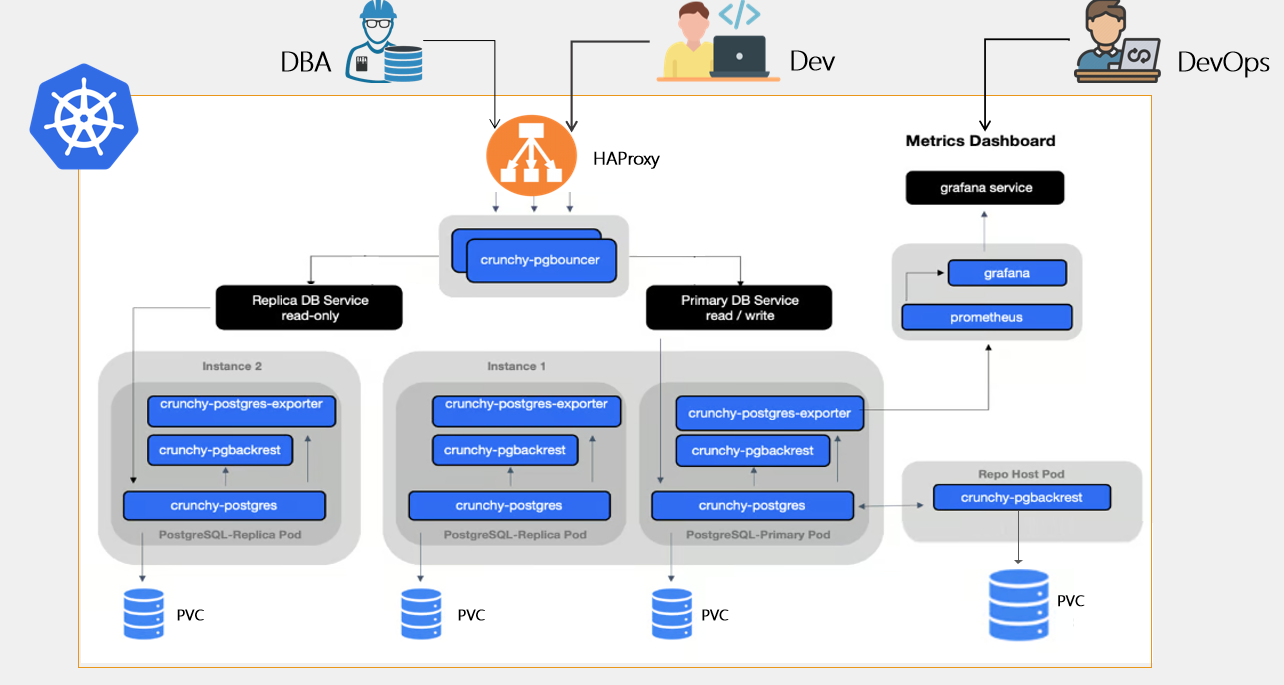 DBA
Dev
DevOps
HAProxy
Metrics Dashboard
grafana service
crunchy-pgbouncer
grafana
prometheus
Replica DB Service
read-only
Primary DB Service
read / write
Instance 2
crunchy-postgres-exporter
crunchy-pgbackrest
crunchy-postgres
PostgreSQL-Replica Pod
PVC
Instance 1
crunchy-postgres-exporter
crunchy-pgbackrest
crunchy-postgres
PostgreSQL-Replica Pod
PVC
crunchy-postgres-exporter
crunchy-pgbackrest
crunchy-postgres
PostgreSQL-Primary Pod
PVC
Repo Host Pod
crunchy-pgbackrest
PVC